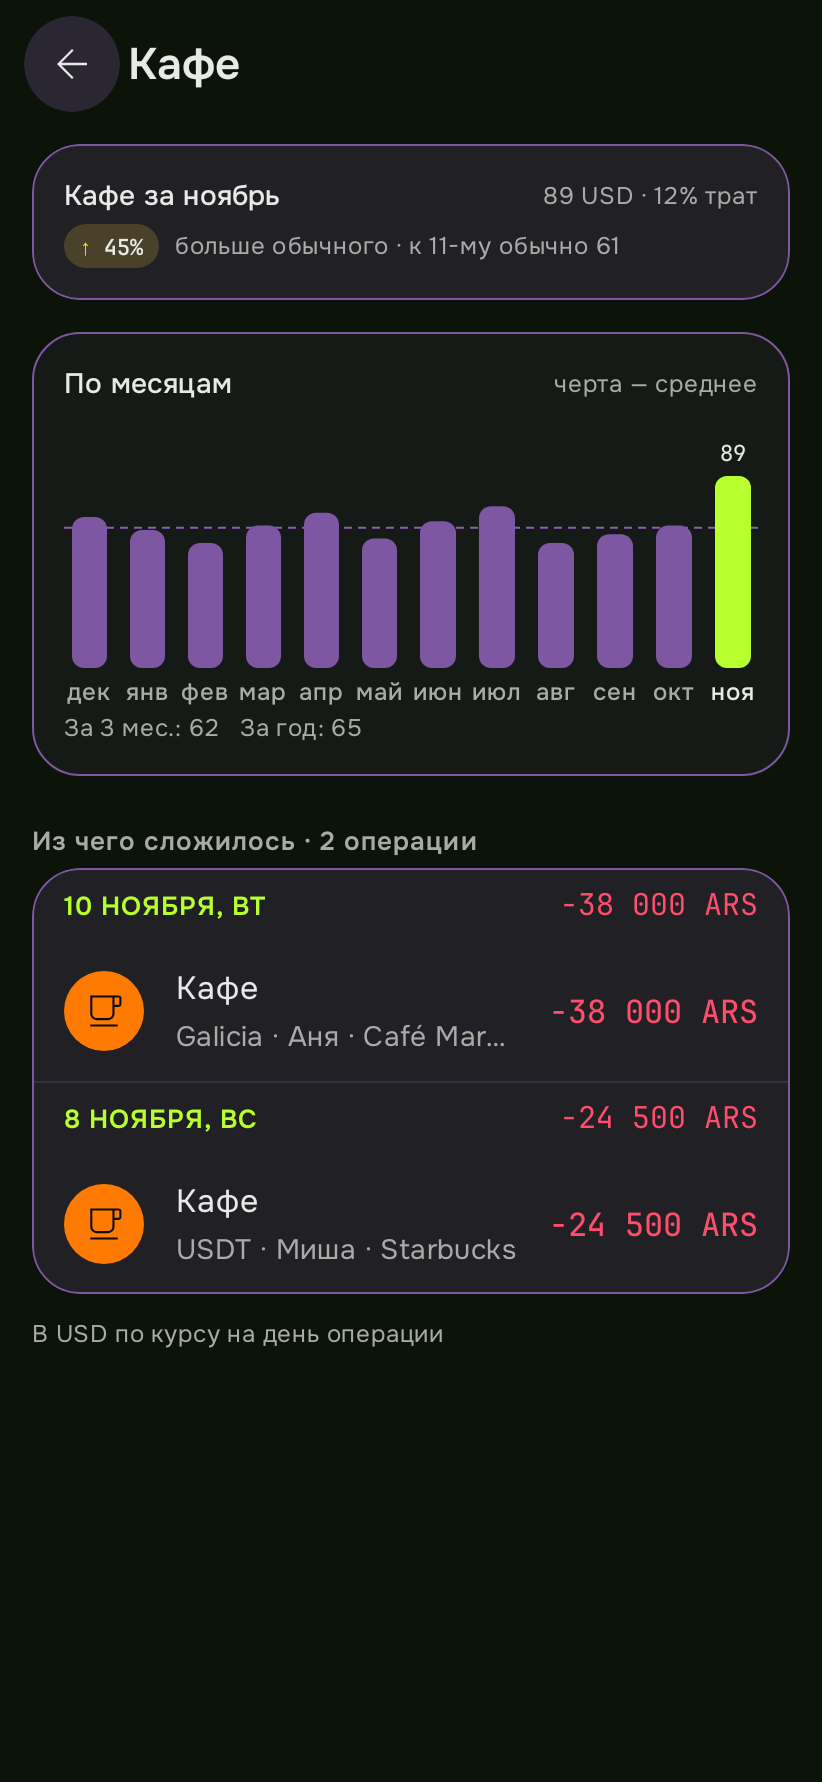 Кафе
Кафе за ноябрь 89 USD · 12% трат
↑ 45% больше обычного · к 11-му обычно 61
По месяцам черта — среднее
89
дек янв фев мар апр май июн июл авг сен окт ноя
За 3 мес.: 62 За год: 65
Из чего сложилось · 2 операции
10 НОЯБРЯ, ВТ -38 000 ARS
Кафе
Galicia · Аня · Café Mar... -38 000 ARS
8 НОЯБРЯ, ВС -24 500 ARS
Кафе
USDT · Миша · Starbucks -24 500 ARS
В USD по курсу на день операции